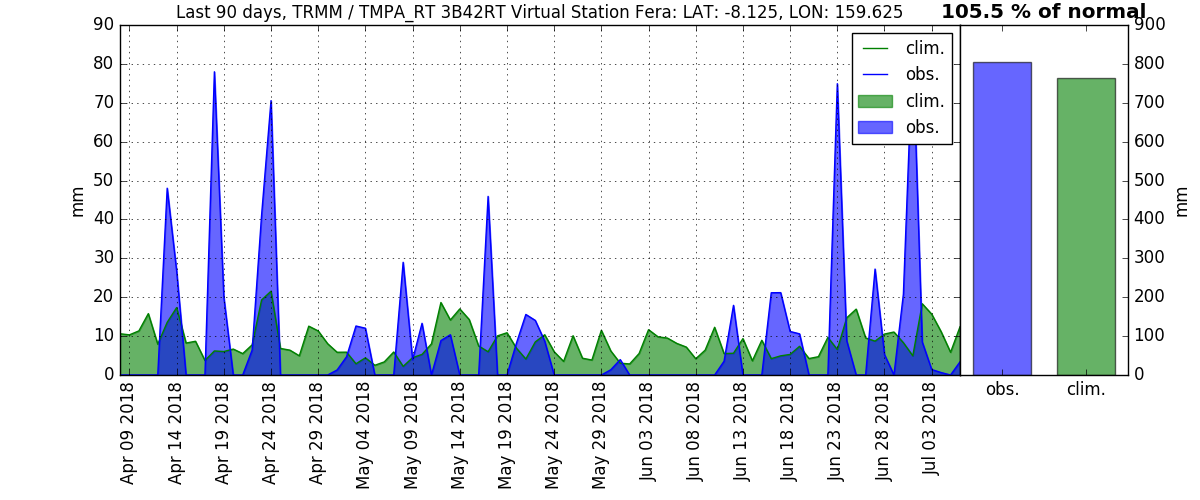 Last 90 days, TRMM / TMPA_RT 3B42RT Virtual Station Fera: LAT: -8.125, LON: 159.625
105.5 % of normal
90
80
70
60
50
40
30
20
10
0
mm
clim.
obs.
clim.
obs.
900
800
700
600
500
400
300
200
100
0
mm
Apr 09 2018
Apr 14 2018
Apr 19 2018
Apr 24 2018
Apr 29 2018
May 04 2018
May 09 2018
May 14 2018
May 19 2018
May 24 2018
May 29 2018
Jun 03 2018
Jun 08 2018
Jun 13 2018
Jun 18 2018
Jun 23 2018
Jun 28 2018
Jul 03 2018
obs.
clim.